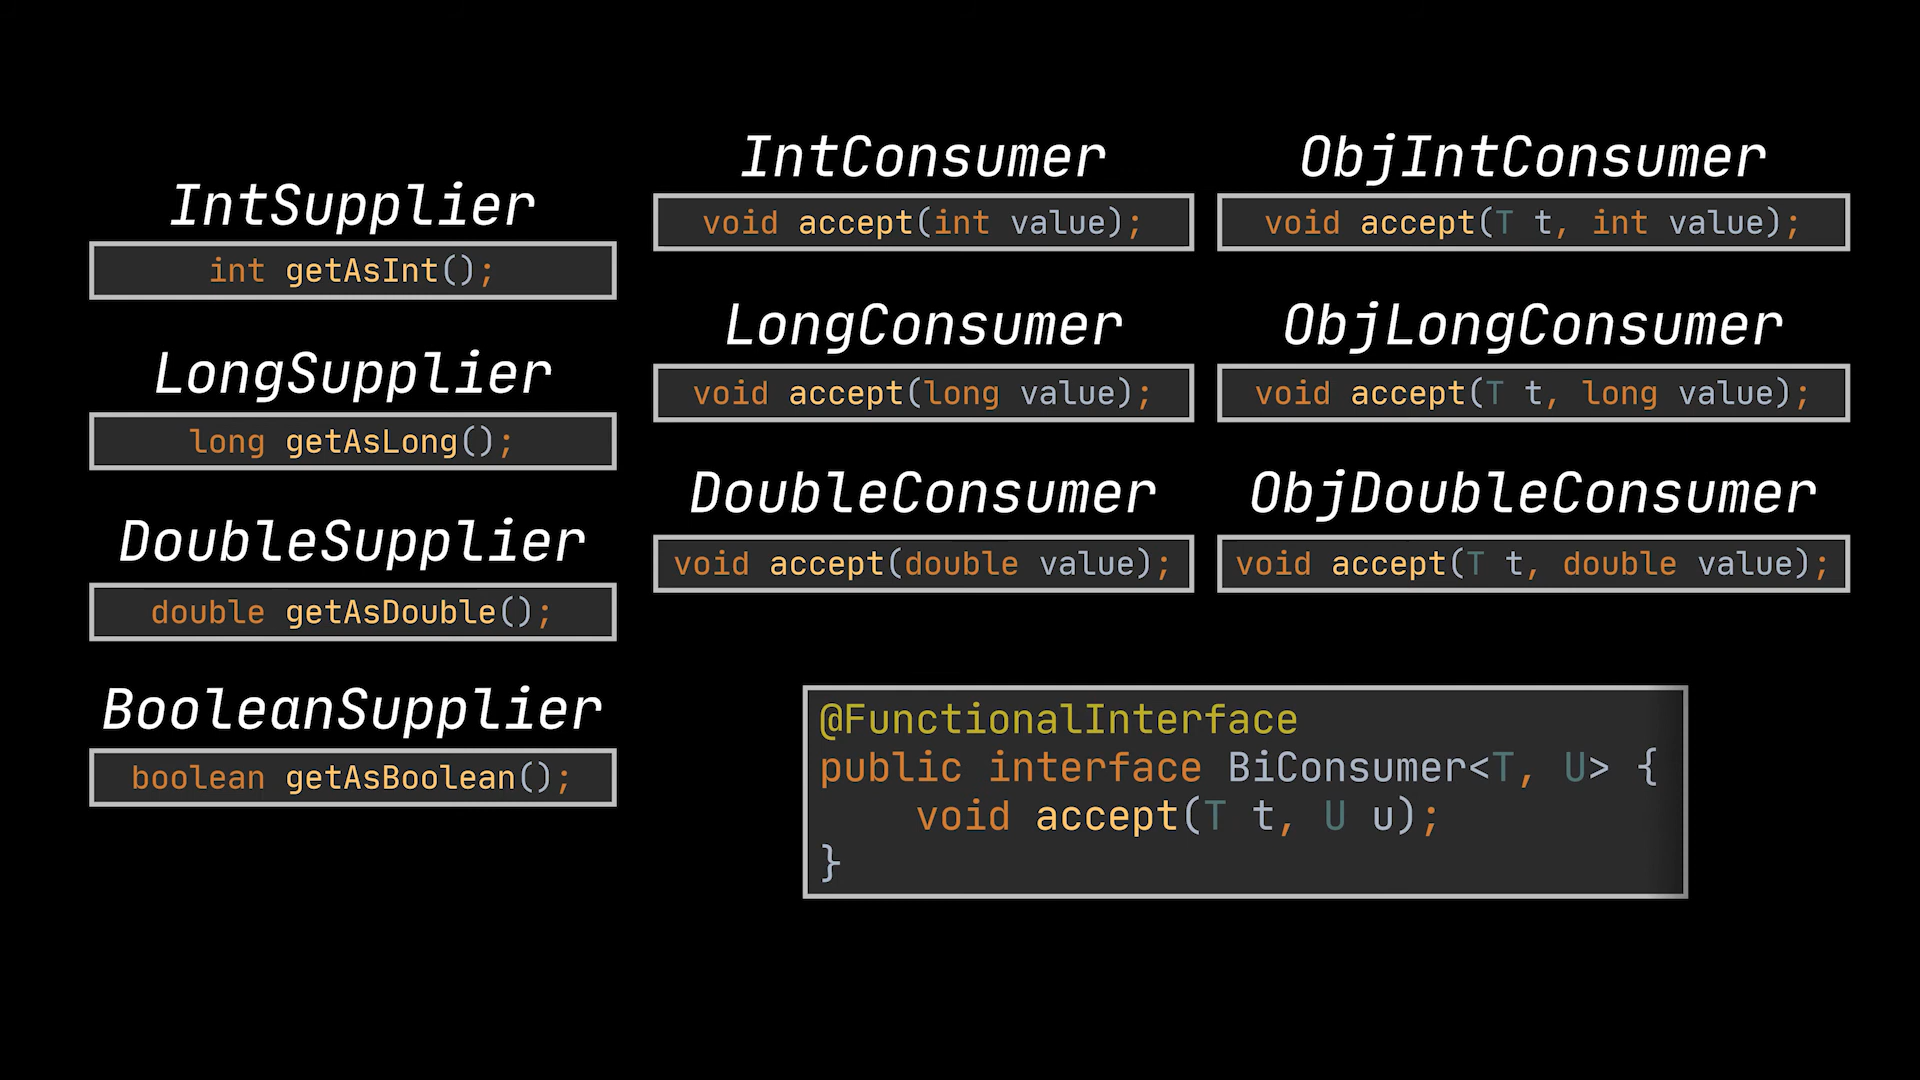 IntSupplier
int getAsInt();
LongSupplier
long getAsLong();
DoubleSupplier
double getAsDouble();
BooleanSupplier
boolean getAsBoolean();
IntConsumer
void accept(int value);
LongConsumer
void accept(long value);
DoubleConsumer
void accept(double value);
ObjIntConsumer
void accept(T t, int value);
ObjLongConsumer
void accept(T t, long value);
ObjDoubleConsumer
void accept(T t, double value);
@FunctionalInterface
public interface BiConsumer<T, U> {
    void accept(T t, U u);
}